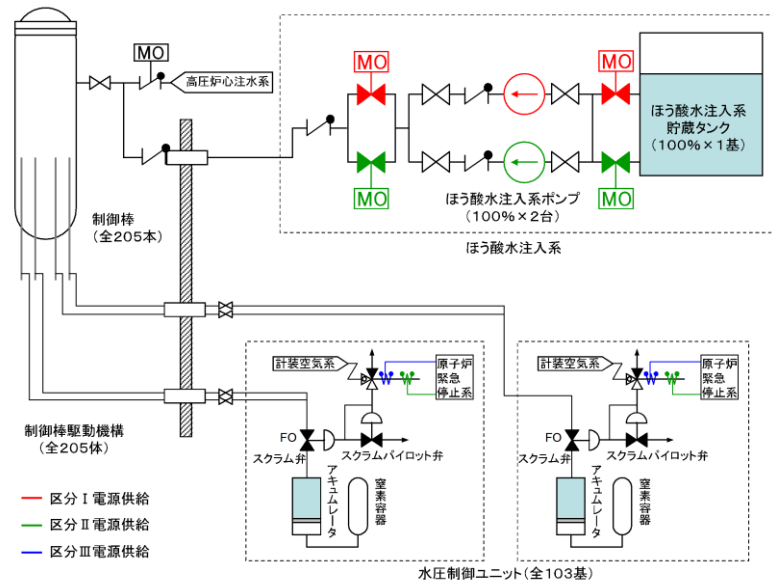 MO
高圧炉心注水系
MO
MO
ほう酸水注入系
貯蔵タンク
(100%×1基)
MO
MO
ほう酸水注入系ポンプ
(100%×2台)
ほう酸水注入系
制御棒
(全205本)
制御棒駆動機構
(全205体)
計装空気系
原子炉
緊急
停止系
FO
スクラム弁
スクラムパイロット弁
アキュムレータ
窒素容器
計装空気系
原子炉
緊急
停止系
FO
スクラム弁
スクラムパイロット弁
アキュムレータ
窒素容器
水圧制御ユニット(全103基)
区分Ⅰ電源供給
区分Ⅱ電源供給
区分Ⅲ電源供給